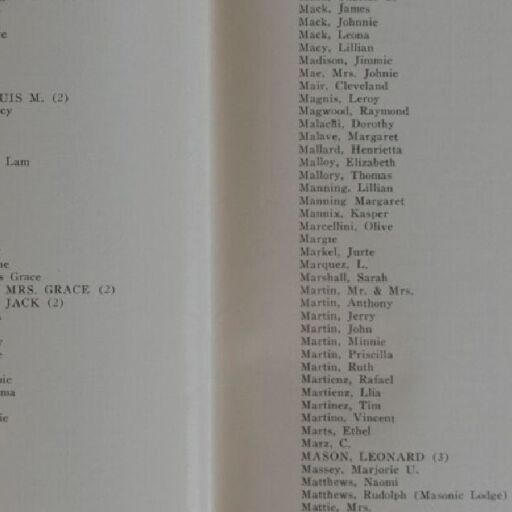 re
UIS M. (2)
cy
Lam
ne
s Grace
MRS. GRACE (2)
JACK (2)
y
e
nie
ma
ie
Mack, James
Mack, Johnnie
Mack, Leona
Macy, Lillian
Madison, Jimmie
Mae, Mrs. Johnie
Mair, Cleveland
Magnis, Leroy
Magwood, Raymond
Malachi, Dorothy
Malave, Margaret
Mallard, Henrietta
Malloy, Elizabeth
Mallory, Thomas
Manning, Lillian
Manning Margaret
Mannix, Kasper
Marcellini, Olive
Margie
Markel, Jurte
Marquez, L.
Marshall, Sarah
Martin, Mr. & Mrs.
Martin, Anthony
Martin, Jerry
Martin, John
Martin, Minnie
Martin, Priscilla
Martin, Ruth
Martienz, Rafael
Martienz, Llia
Martinez, Tim
Martino, Vincent
Marts, Ethel
Marz, C.
MASON, LEONARD (3)
Massey, Marjorie U.
Matthews, Naomi
Matthews, Rudolph (Masonic Lodge)
Mattie, Mrs.